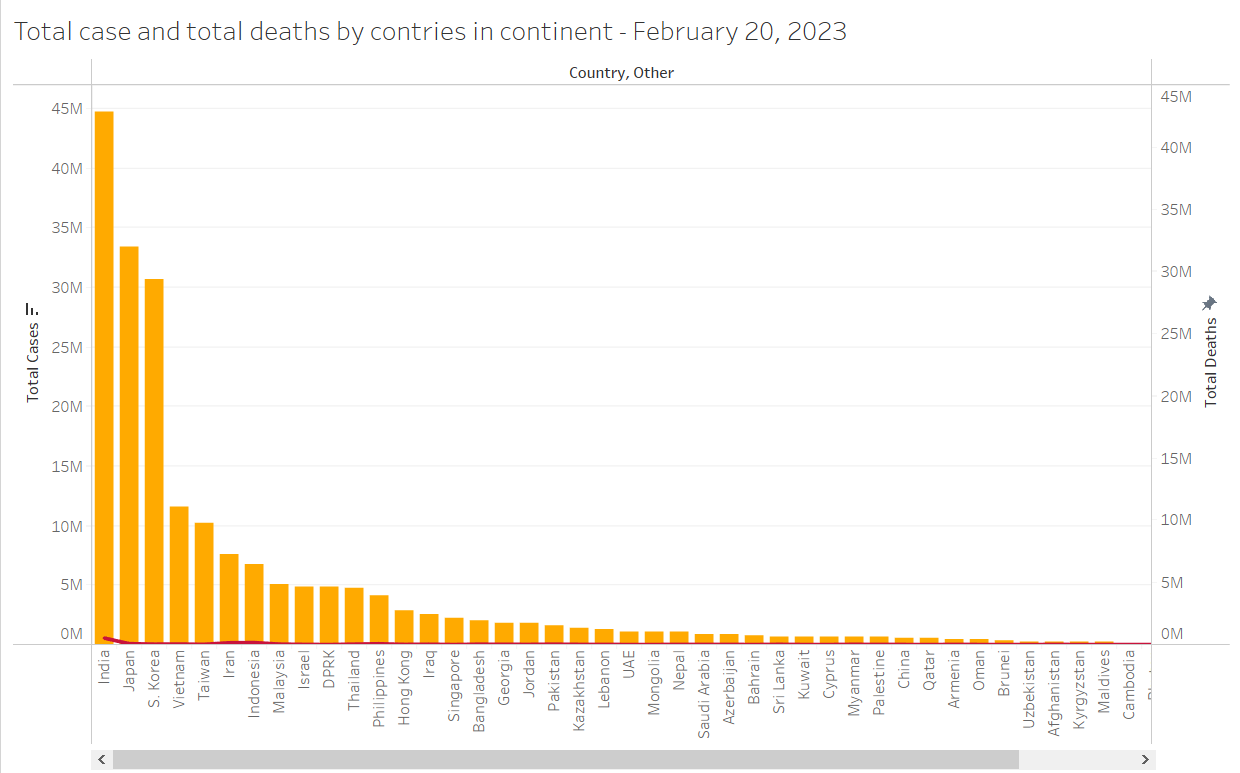 Total case and total deaths by contries in continent - February 20, 2023
Country, Other
Total Cases
45M
40M
35M
30M
25M
20M
15M
10M
5M
0M
45M
40M
35M
30M
25M
20M
15M
10M
5M
0M
Total Deaths
India
Japan
S. Korea
Vietnam
Taiwan
Iran
Indonesia
Malaysia
Israel
DPRK
Thailand
Philippines
Hong Kong
Iraq
Singapore
Bangladesh
Georgia
Jordan
Pakistan
Kazakhstan
Lebanon
UAE
Mongolia
Nepal
Saudi Arabia
Azerbaijan
Bahrain
Sri Lanka
Kuwait
Cyprus
Myanmar
Palestine
China
Qatar
Armenia
Oman
Brunei
Uzbekistan
Afghanistan
Kyrgyzstan
Maldives
Cambodia